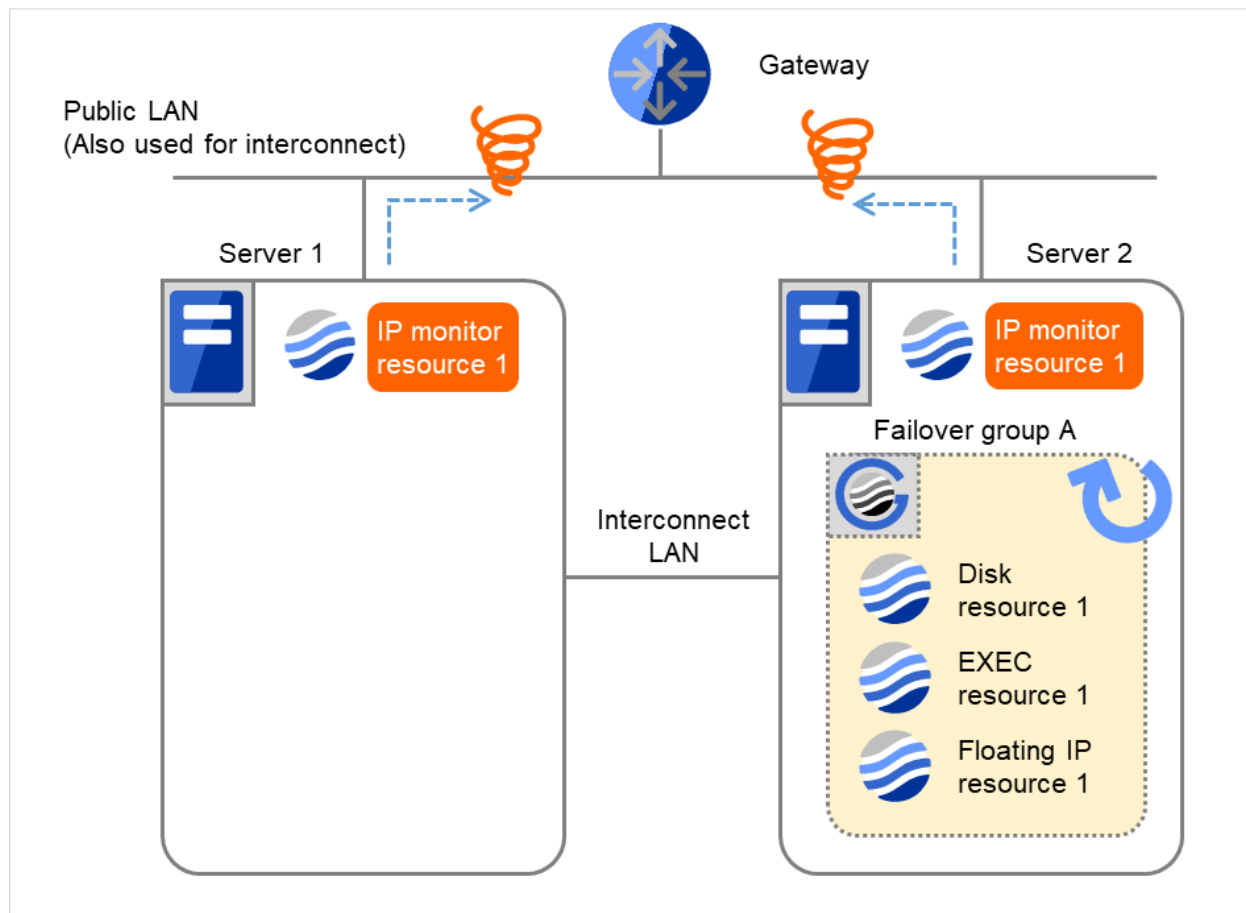 Gateway
Public LAN
(Also used for interconnect)
Server 1
Server 2
IP monitor
resource 1
IP monitor
resource 1
Failover group A
Interconnect
LAN
Disk
resource 1
EXEC
resource 1
Floating IP
resource 1